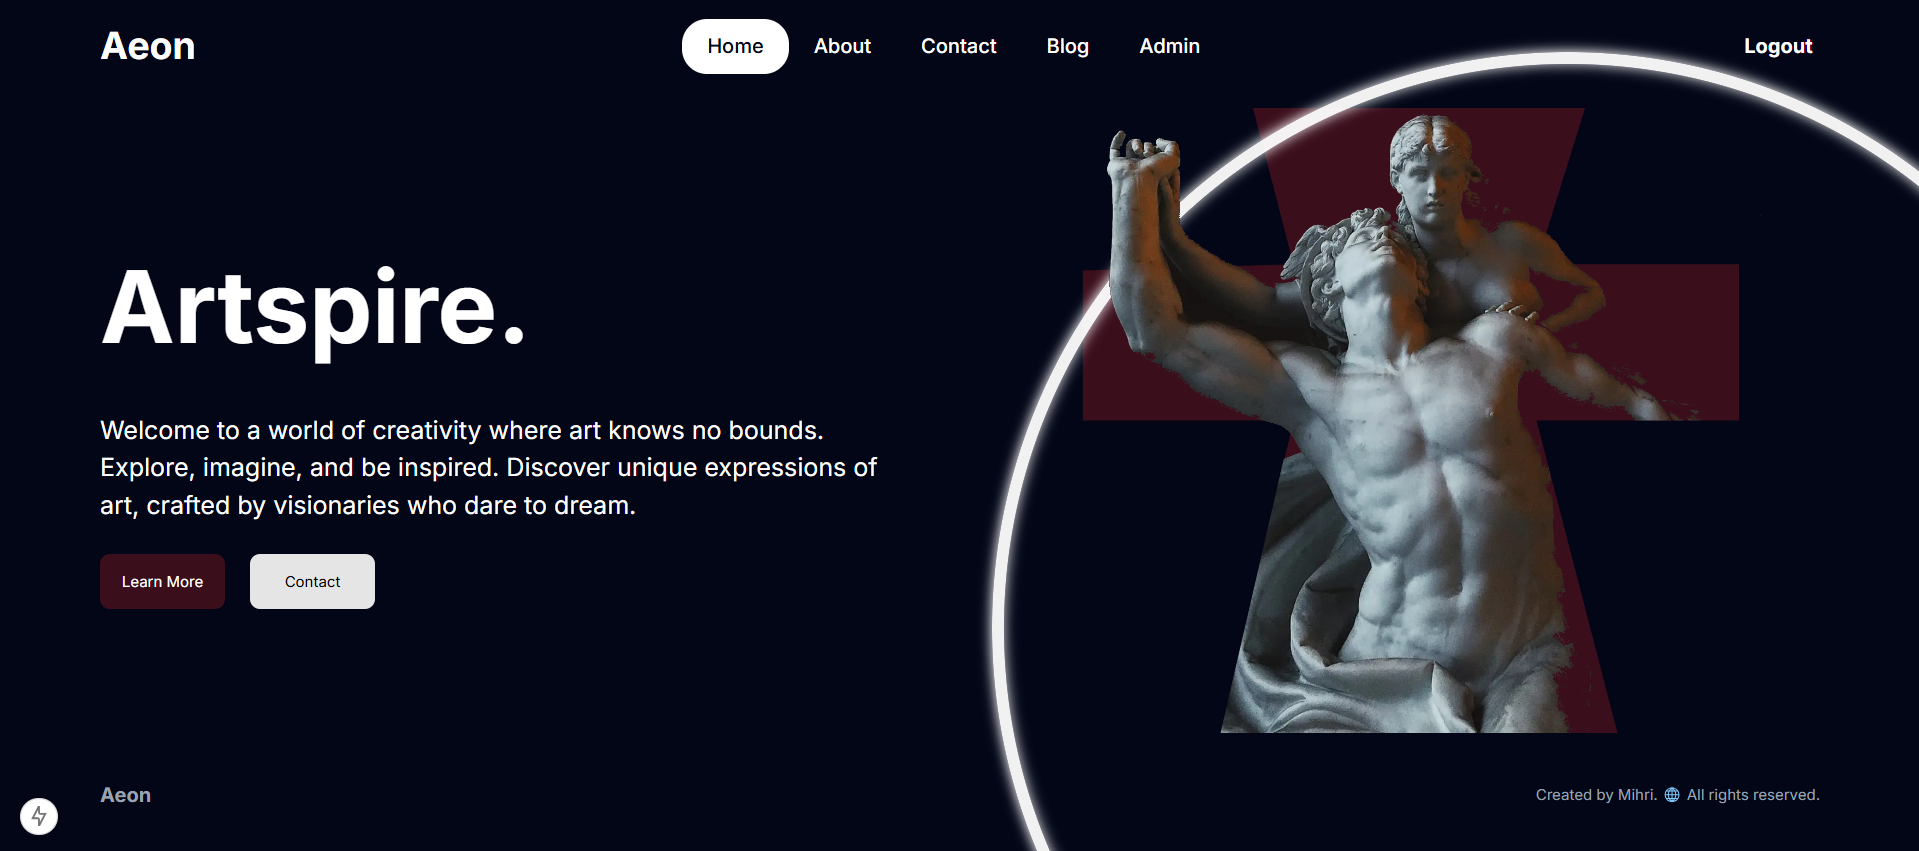 Aeon
Home
About
Contact
Blog
Admin
Logout
Artspire.
Welcome to a world of creativity where art knows no bounds.
Explore, imagine, and be inspired. Discover unique expressions of
art, crafted by visionaries who dare to dream.
Learn More
Contact
Aeon
Created by Mihri. 🌐 All rights reserved.